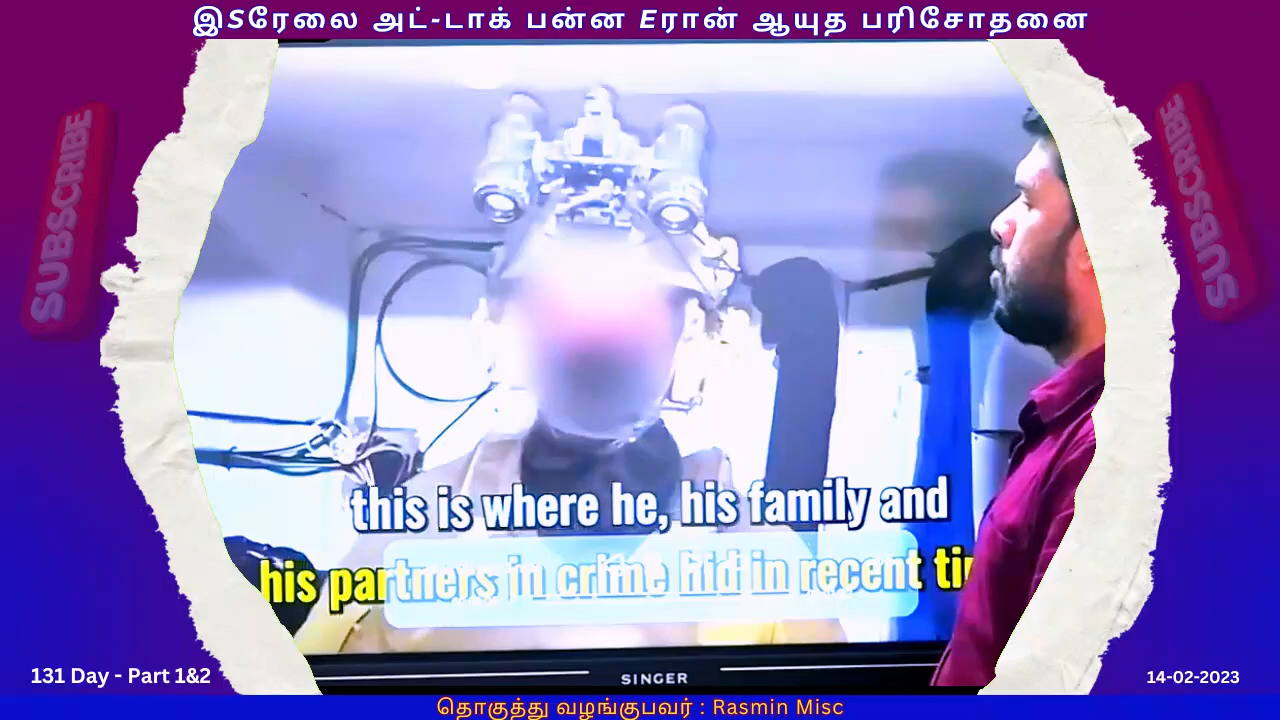 இSரேலை அட்-டாக் பன்ன Eரான் ஆயுத பரிசோதனை
SUBSCRIBE
SUBSCRIBE
this is where he, his family and
his partners in crime hid in recent
SINGER
131 Day - Part 1&2
14-02-2023
தொகுத்து வழங்குபவர் : Rasmin Misc